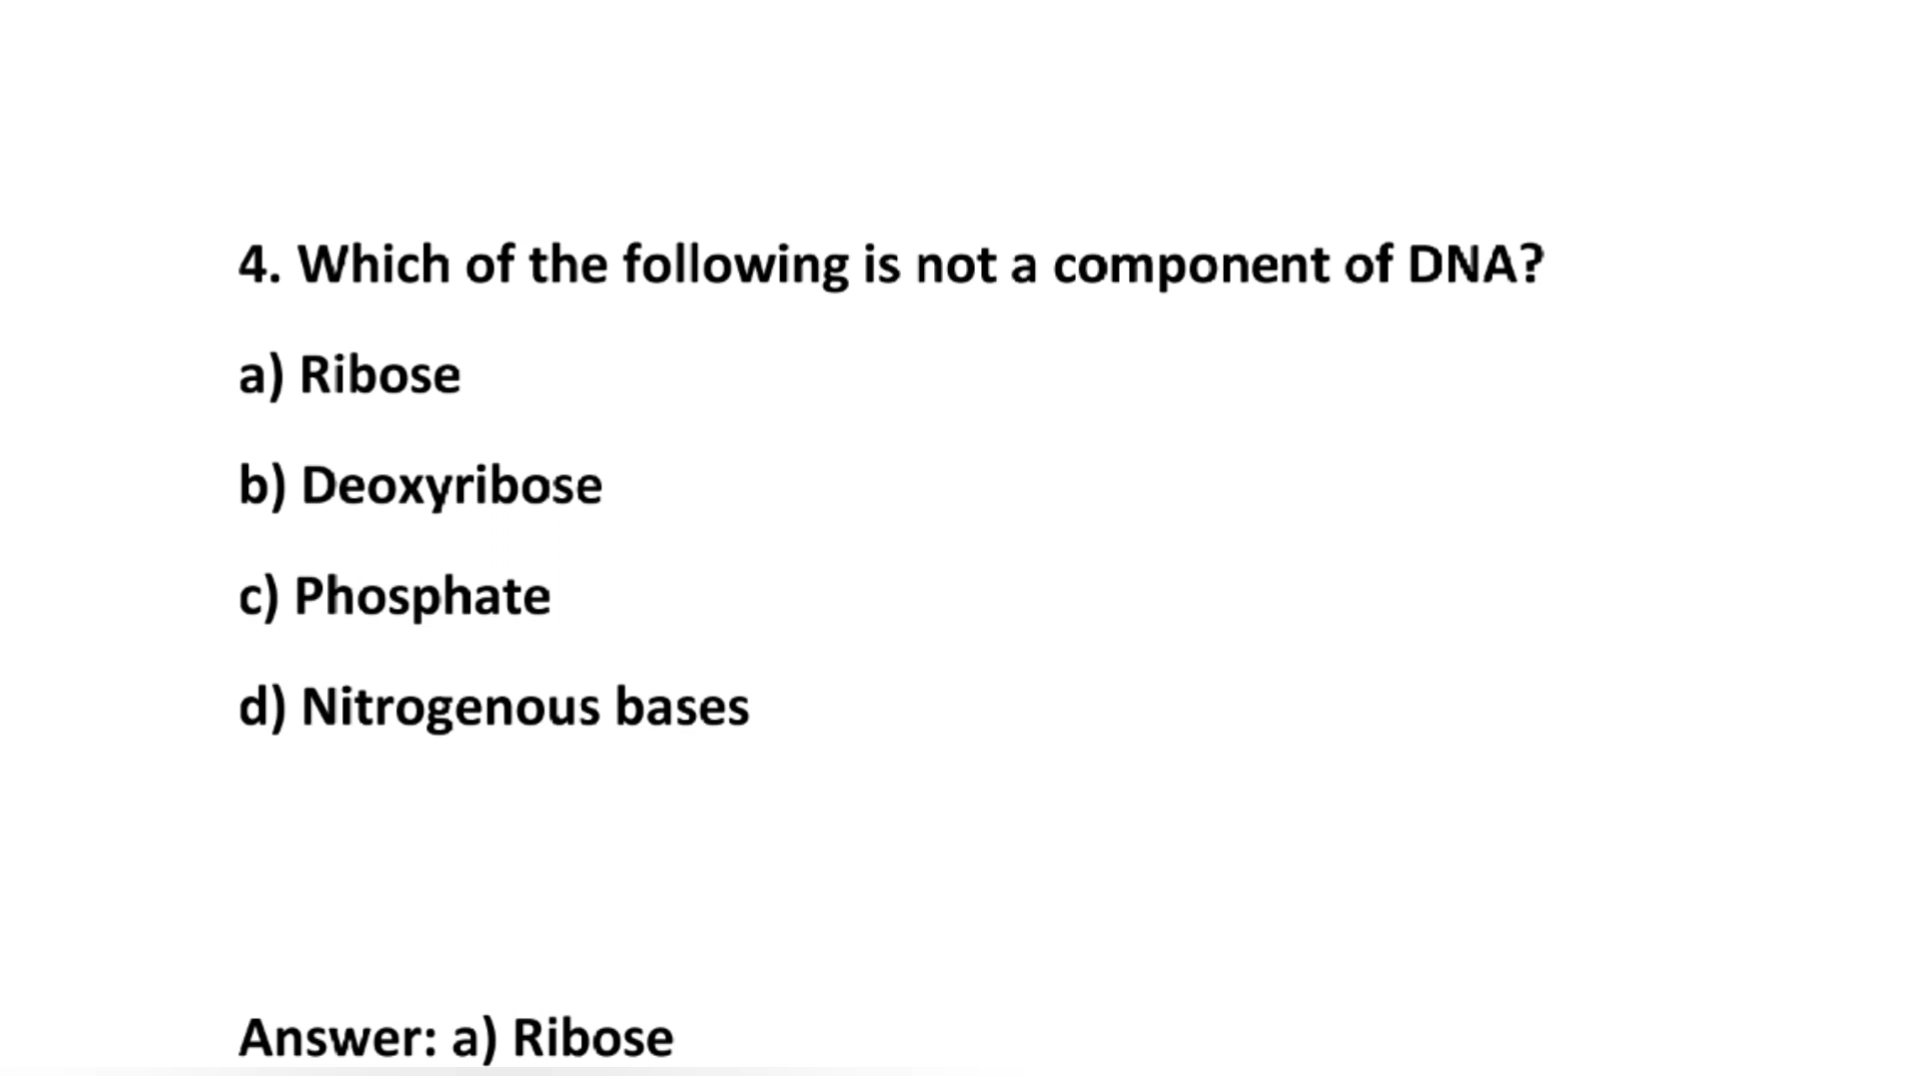 4. Which of the following is not a component of DNA?
a) Ribose
b) Deoxyribose
c) Phosphate
d) Nitrogenous bases
Answer: a) Ribose